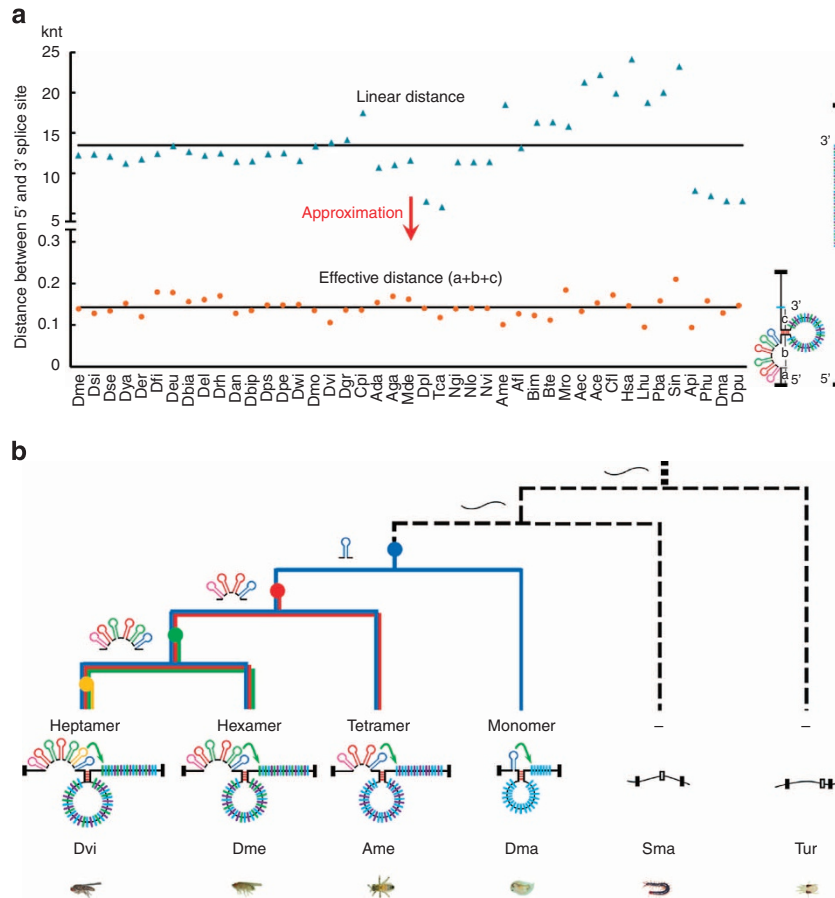 a
knt
Distance between 5' and 3' splice site
25
20
15
10
5
0.3
0.2
0.1
0
Linear distance
Approximation
Effective distance (a+b+c)
Dme Dsi Dse Dya Der Dfi Deu Dbia Del Drh Dan Dbip Dps Dpe Dwi Dmo Dvi Dgr Cpi Ada Aga Mde Dpl Tca Ngi Nlo Nvi Ame Afl Bim Bte Mro Aec Ace Cfl Hsa Lhu Pba Sin Api Phu Dma Dpu
3'
3'
c
b
a
5'
5'
b
Heptamer Hexamer Tetramer Monomer – –
Dvi Dme Ame Dma Sma Tur